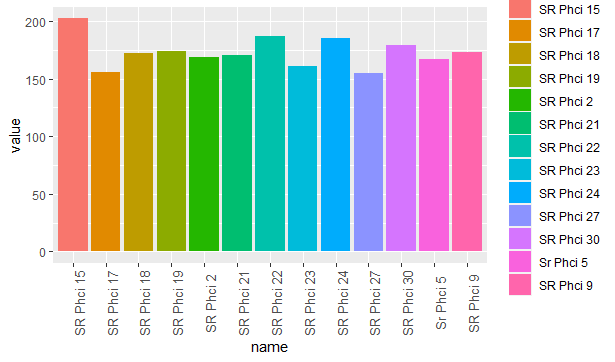 200
150
100
50
0
value
SR Phci 15
SR Phci 17
SR Phci 18
SR Phci 19
SR Phci 2
SR Phci 21
SR Phci 22
SR Phci 23
SR Phci 24
SR Phci 27
SR Phci 30
Sr Phci 5
SR Phci 9
name
SR Phci 15
SR Phci 17
SR Phci 18
SR Phci 19
SR Phci 2
SR Phci 21
SR Phci 22
SR Phci 23
SR Phci 24
SR Phci 27
SR Phci 30
Sr Phci 5
SR Phci 9